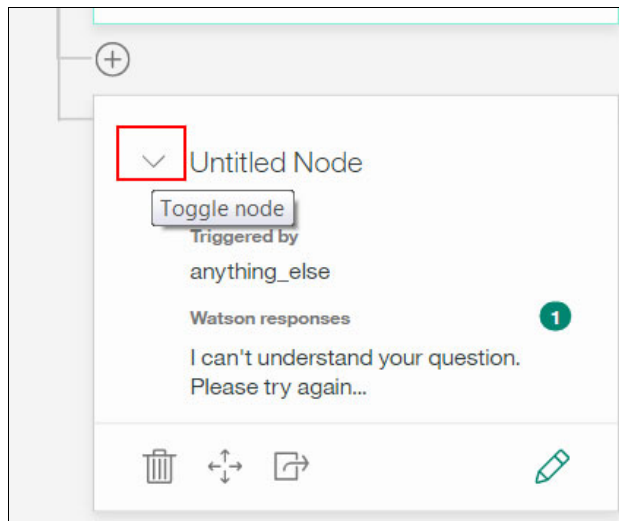 Untitled Node
Toggle node
Triggered by
anything_else
Watson responses 1
I can't understand your question.
Please try again...